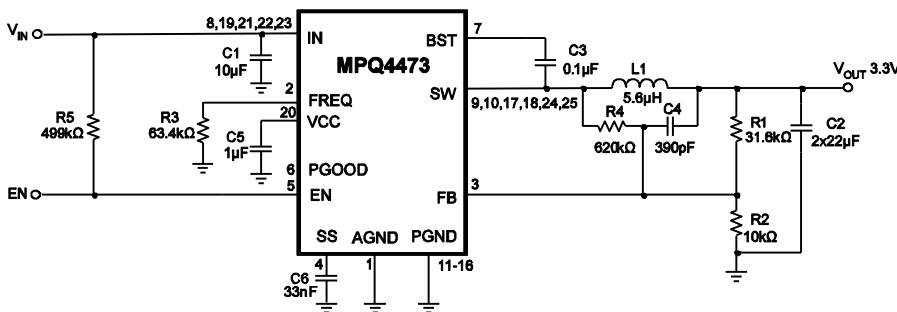 8,19,21,22,23
V_IN
IN
BST
7
C1
10μF
MPQ4473
C3
0.1μF
L1
5.6μH
V_OUT 3.3V
2
FREQ
SW
9,10,17,18,24,25
R5
499kΩ
R3
63.4kΩ
20
VCC
C5
1μF
R4
620kΩ
C4
390pF
R1
31.6kΩ
C2
2x22μF
6
PGOOD
EN
5
EN
FB
3
R2
10kΩ
SS
AGND
PGND
4
1
11-16
C6
33nF